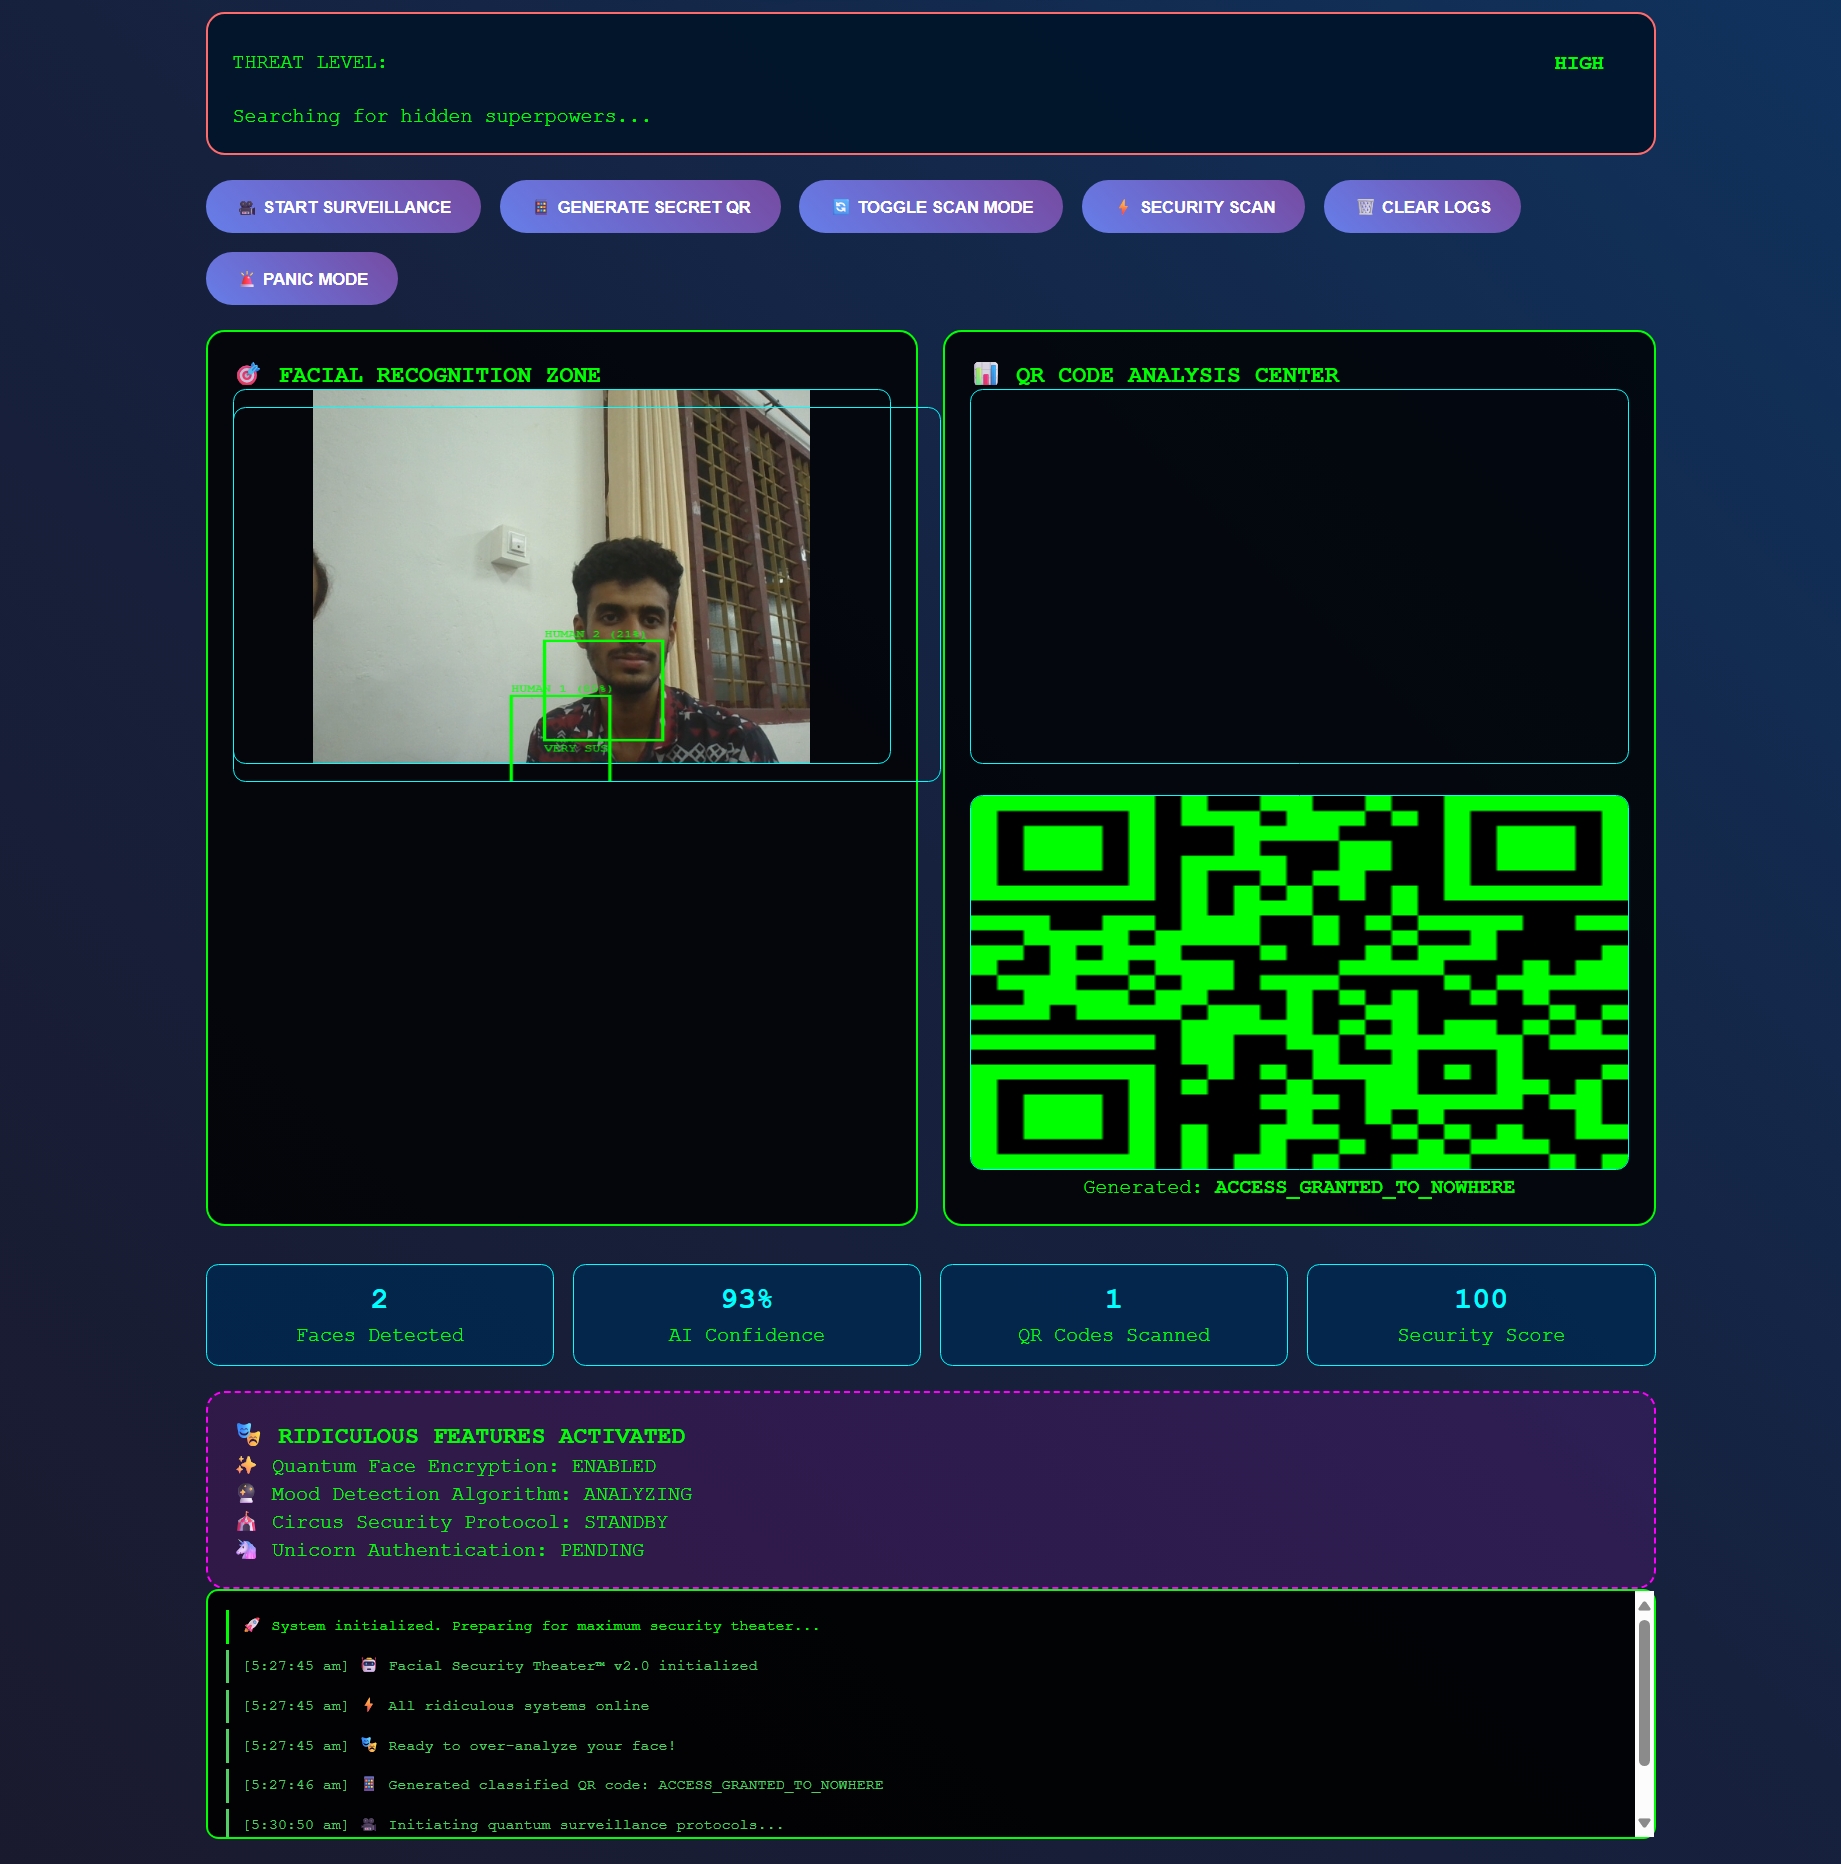 THREAT LEVEL: HIGH
Searching for hidden superpowers...
START SURVEILLANCE GENERATE SECRET QR TOGGLE SCAN MODE SECURITY SCAN CLEAR LOGS
PANIC MODE
FACIAL RECOGNITION ZONE
HUMAN 2 (21%)
HUMAN 1
VERY SUS
QR CODE ANALYSIS CENTER
Generated: ACCESS_GRANTED_TO_NOWHERE
2
Faces Detected
93%
AI Confidence
1
QR Codes Scanned
100
Security Score
RIDICULOUS FEATURES ACTIVATED
Quantum Face Encryption: ENABLED
Mood Detection Algorithm: ANALYZING
Circus Security Protocol: STANDBY
Unicorn Authentication: PENDING
System initialized. Preparing for maximum security theater...
[5:27:45 am] Facial Security Theater™ v2.0 initialized
[5:27:45 am] All ridiculous systems online
[5:27:45 am] Ready to over-analyze your face!
[5:27:46 am] Generated classified QR code: ACCESS_GRANTED_TO_NOWHERE
[5:30:50 am] Initiating quantum surveillance protocols...